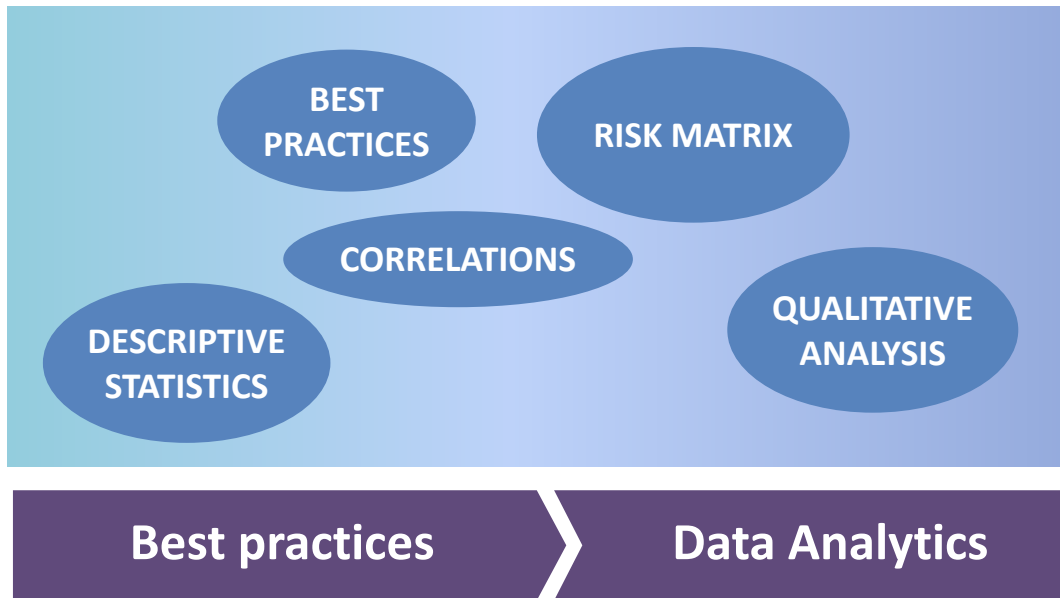 BEST
PRACTICES
RISK MATRIX
CORRELATIONS
DESCRIPTIVE
STATISTICS
QUALITATIVE
ANALYSIS
Best practices
Data Analytics